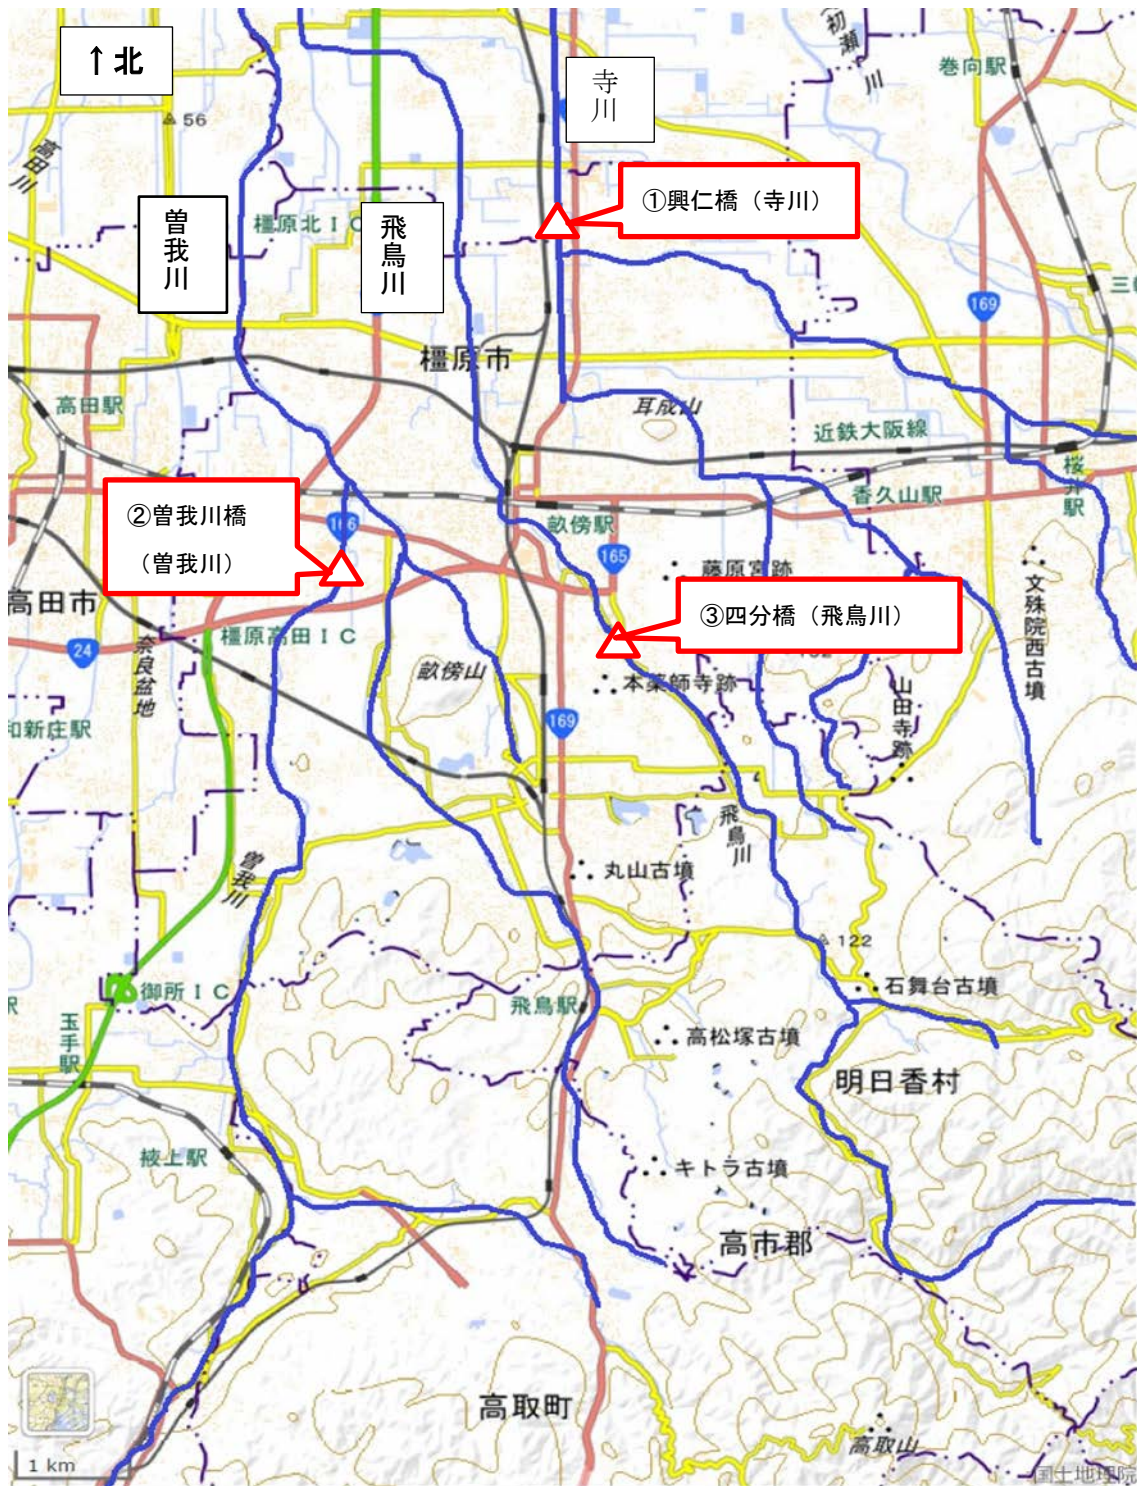 ↑北
寺川
初瀬川
巻向駅
56
高田川
①興仁橋（寺川）
曽我川
橿原北ＩＣ
飛鳥川
169
橿原市
高田駅
耳成山
近鉄大阪線
桜井駅
香久山駅
②曽我川橋
（曽我川）
166
畝傍駅
165
藤原宮跡
文殊院西古墳
③四分橋（飛鳥川）
高田市
橿原高田ＩＣ
24
奈良盆地
畝傍山
本薬師寺跡
山田寺跡
和新庄駅
169
飛鳥川
曽我川
丸山古墳
122
石舞台古墳
御所ＩＣ
飛鳥駅
玉手駅
高松塚古墳
明日香村
掖上駅
キトラ古墳
高市郡
高取町
高取山
1 km
国土地理院